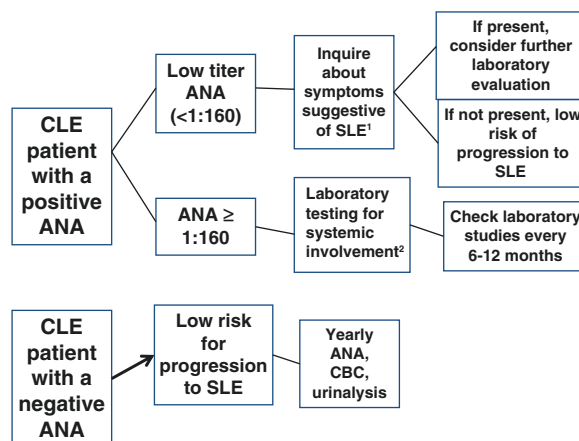 CLE
patient
with a
positive
ANA
Low titer
ANA
(<1:160)
Inquire
about
symptoms
suggestive
of SLE¹
If present,
consider further
laboratory
evaluation
If not present, low
risk of
progression to
SLE
ANA ≥
1:160
Laboratory
testing for
systemic
involvement²
Check laboratory
studies every
6-12 months
CLE
patient
with a
negative
ANA
Low risk
for
progression
to SLE
Yearly
ANA,
CBC,
urinalysis